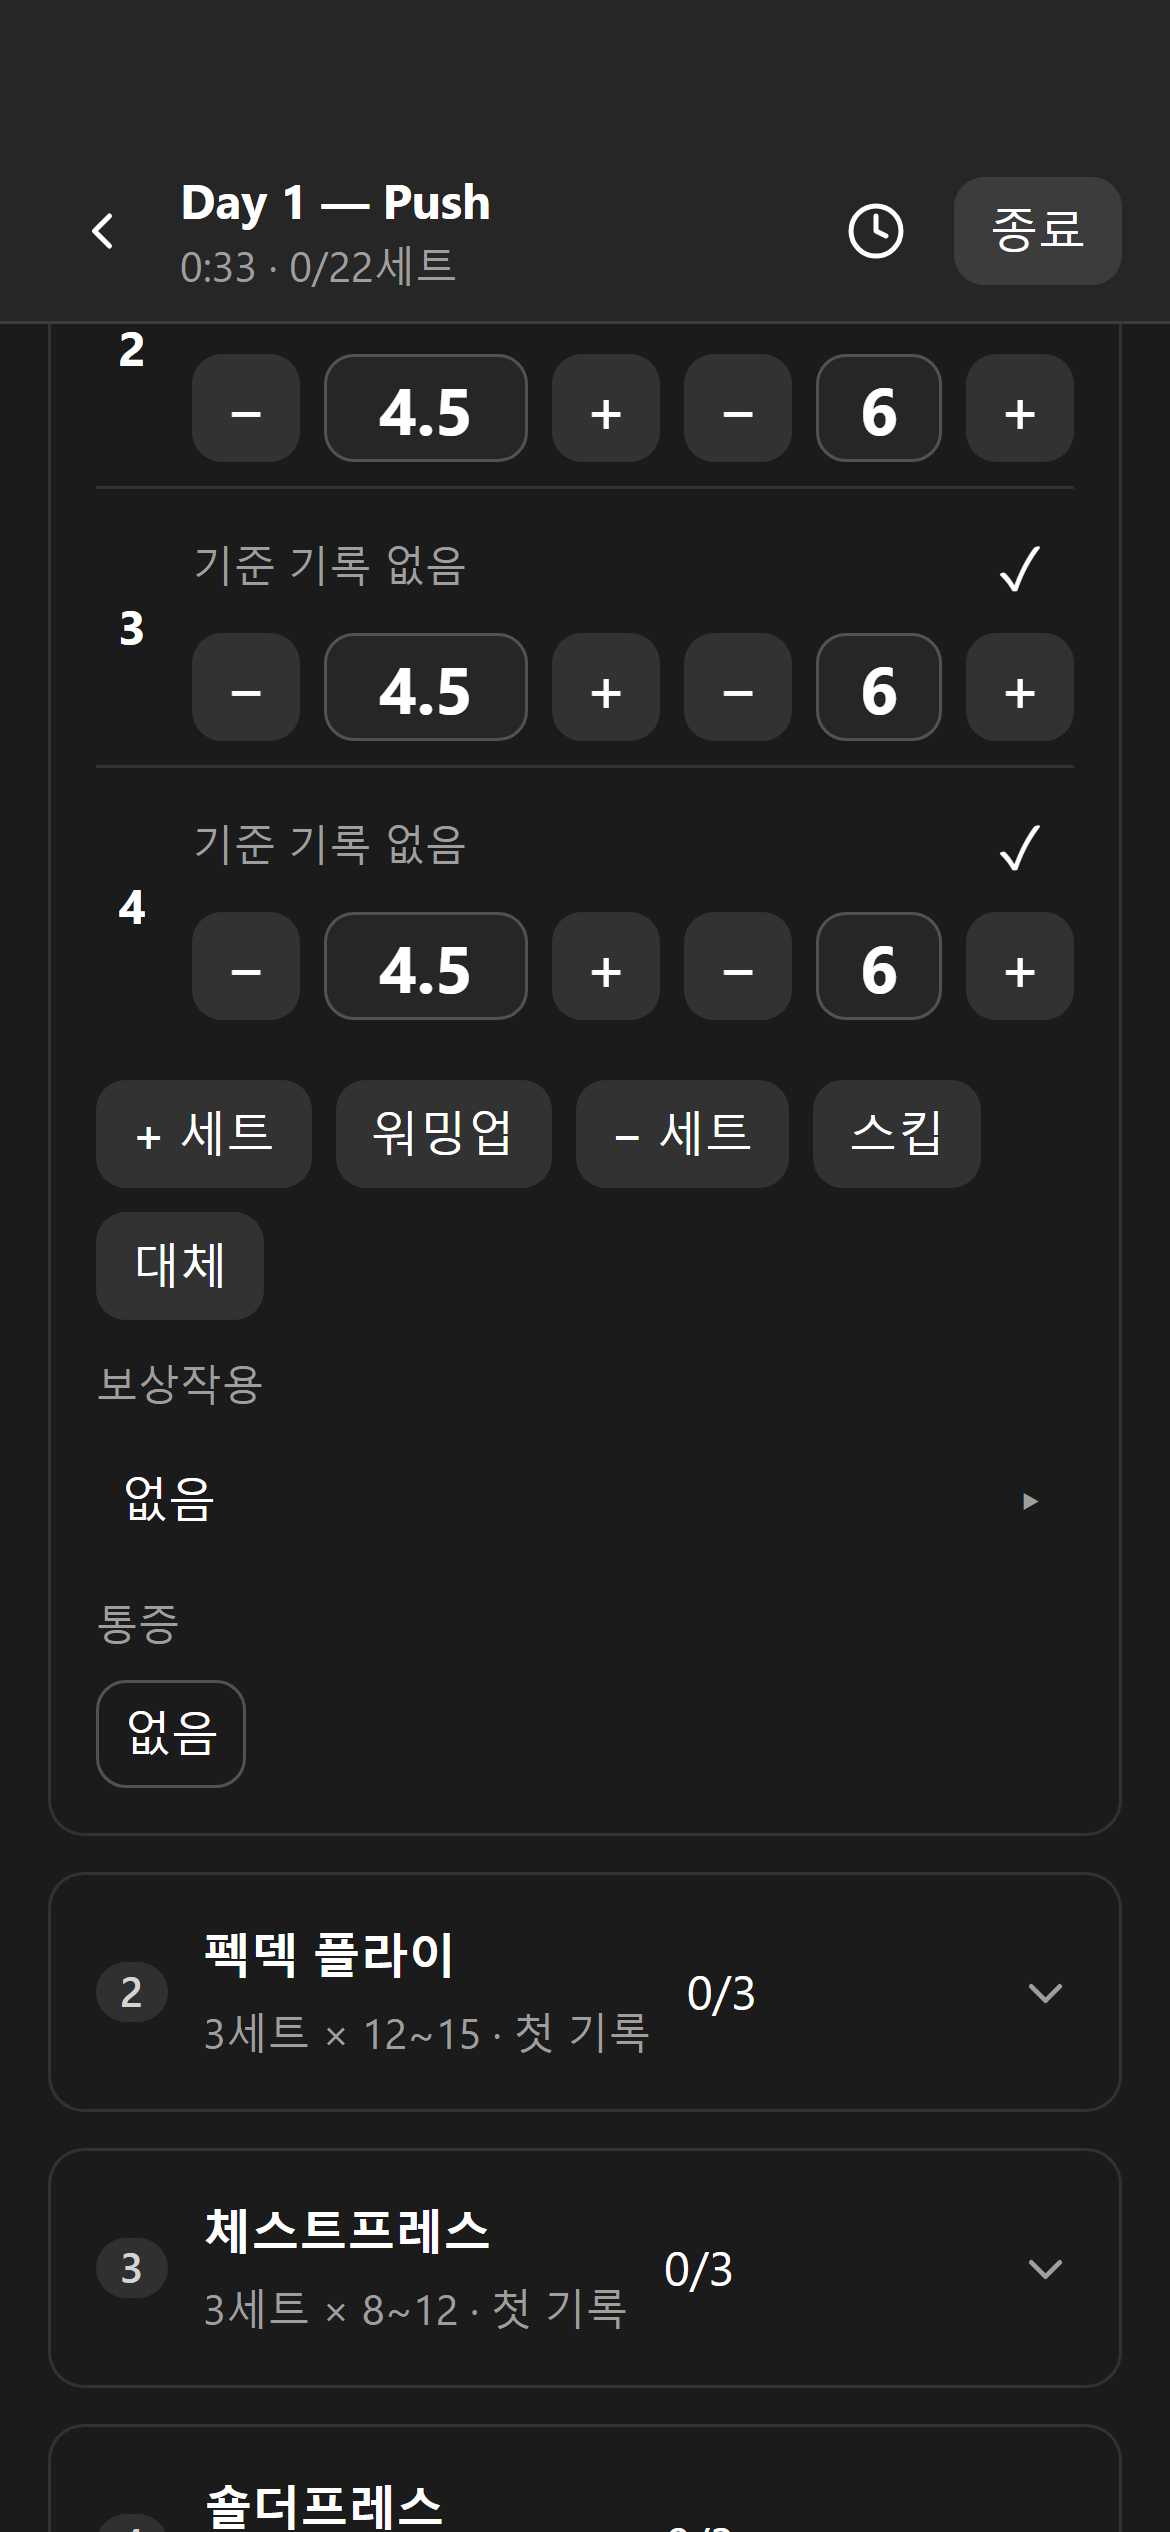 Day 1 — Push
0:33 · 0/22세트
종료
2
− 4.5 + − 6 +
기준 기록 없음 ✓
3
− 4.5 + − 6 +
기준 기록 없음 ✓
4
− 4.5 + − 6 +
+ 세트 워밍업 − 세트 스킵
대체
보상작용
없음
통증
없음
2
펙덱 플라이
3세트 × 12~15 · 첫 기록
0/3
3
체스트프레스
3세트 × 8~12 · 첫 기록
0/3
숄더프레스